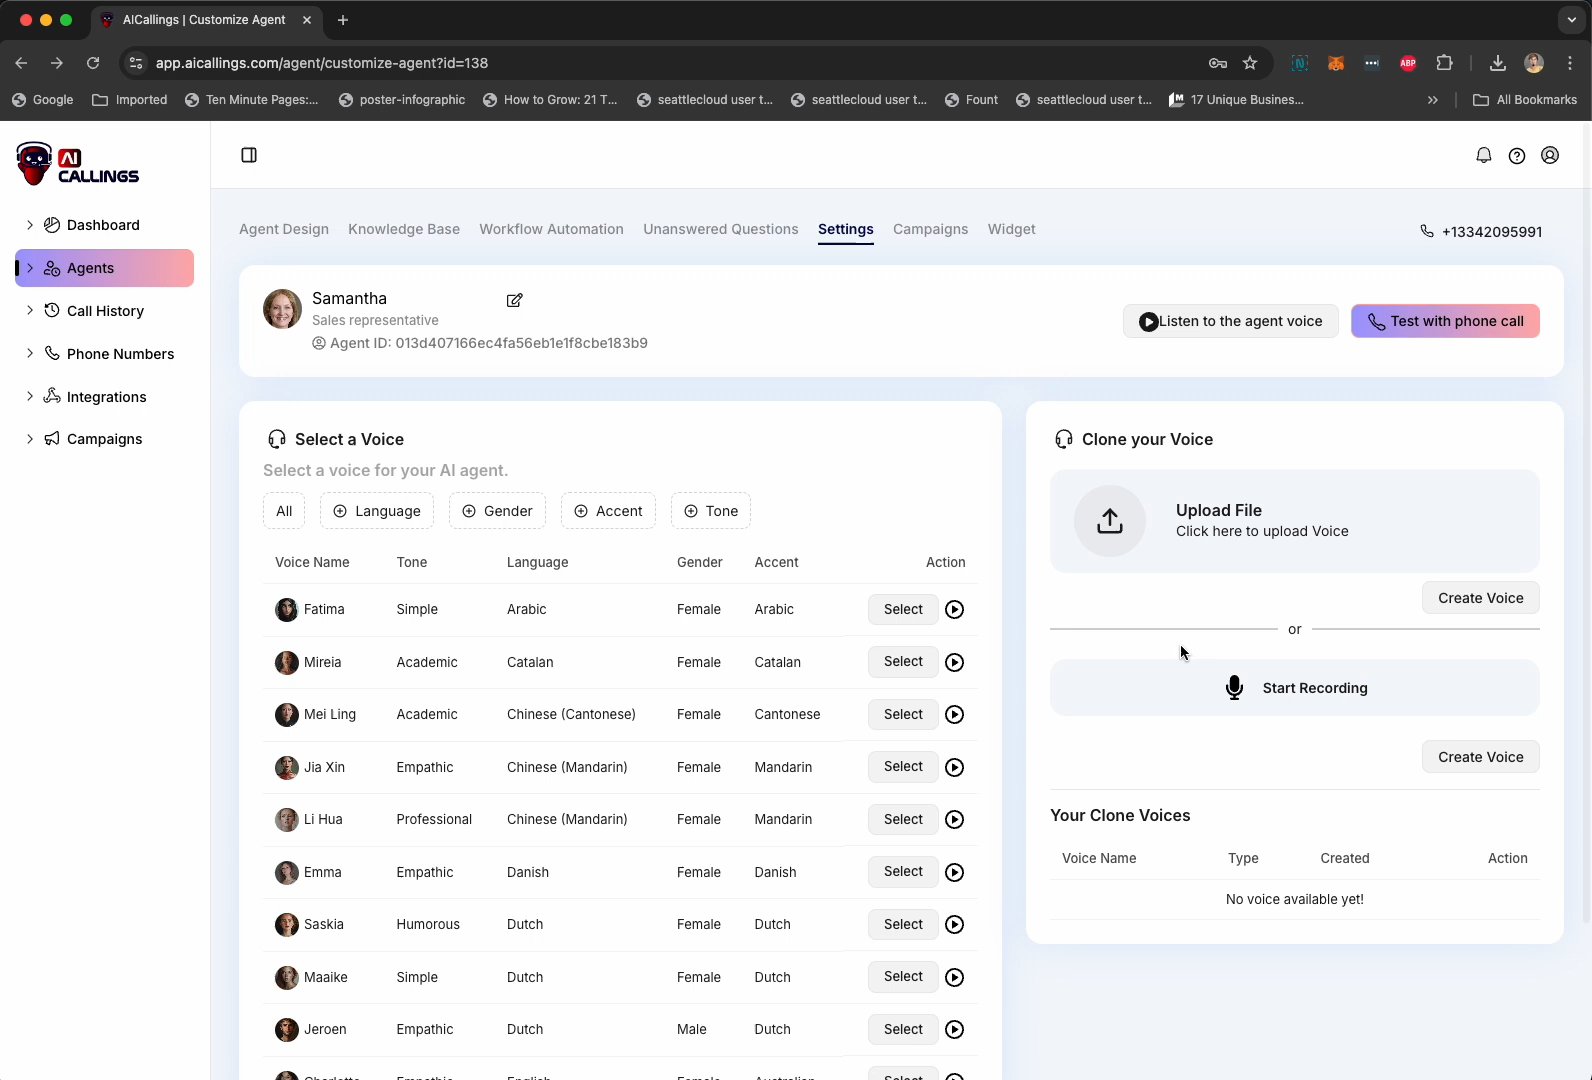 AICallings | Customize Agent
app.aicallings.com/agent/customize-agent?id=138
ABP
Google
Imported
Ten Minute Pages:...
poster-infographic
How to Grow: 21 T...
seattlecloud user t...
seattlecloud user t...
Fount
seattlecloud user t...
17 Unique Busines...
All Bookmarks
AI
CALLINGS
Dashboard
Agents
Call History
Phone Numbers
Integrations
Campaigns
Agent Design Knowledge Base Workflow Automation Unanswered Questions Settings Campaigns Widget
+13342095991
Samantha
Sales representative
Agent ID: 013d407166ec4fa56eb1e1f8cbe183b9
Listen to the agent voice
Test with phone call
Select a Voice
Select a voice for your AI agent.
All Language Gender Accent Tone
Voice Name Tone Language Gender Accent Action
Fatima Simple Arabic Female Arabic Select
Mireia Academic Catalan Female Catalan Select
Mei Ling Academic Chinese (Cantonese) Female Cantonese Select
Jia Xin Empathic Chinese (Mandarin) Female Mandarin Select
Li Hua Professional Chinese (Mandarin) Female Mandarin Select
Emma Empathic Danish Female Danish Select
Saskia Humorous Dutch Female Dutch Select
Maaike Simple Dutch Female Dutch Select
Jeroen Empathic Dutch Male Dutch Select
Clone your Voice
Upload File
Click here to upload Voice
Create Voice
or
Start Recording
Create Voice
Your Clone Voices
Voice Name Type Created Action
No voice available yet!